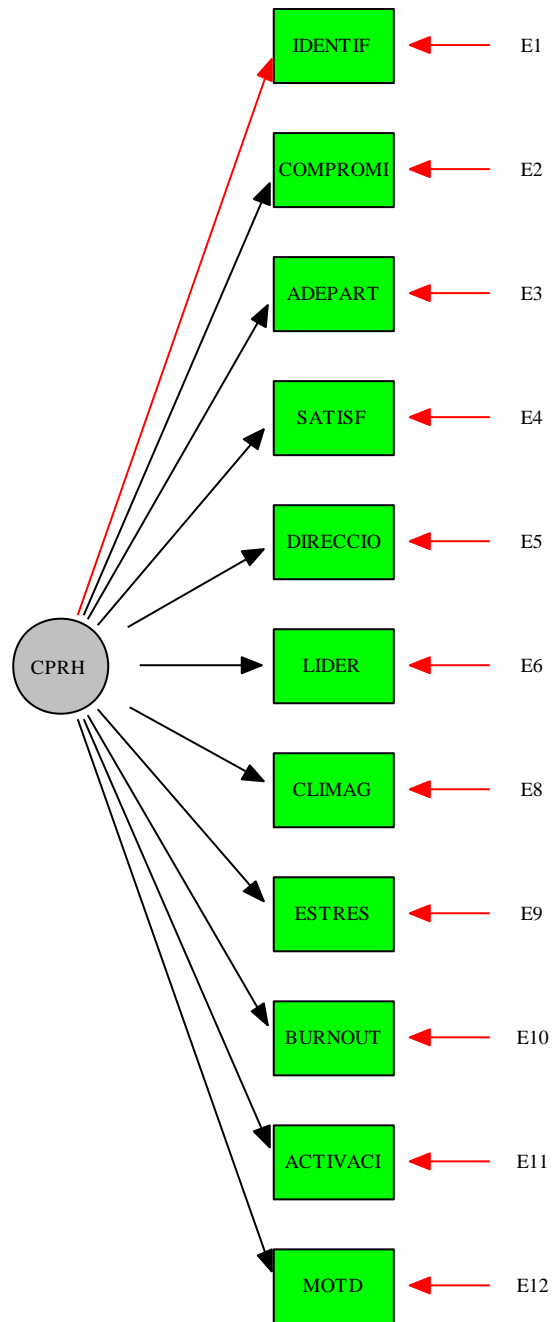 IDENTIF E1
COMPROMI E2
ADEPART E3
SATISF E4
DIRECCIO E5
CPRH LIDER E6
CLIMAG E8
ESTRES E9
BURNOUT E10
ACTIVACI E11
MOTD E12